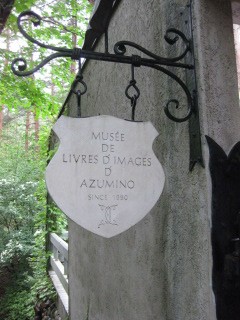 MUSÉE
DE
LIVRES D'IMAGES
D'
AZUMINO
SINCE 1990